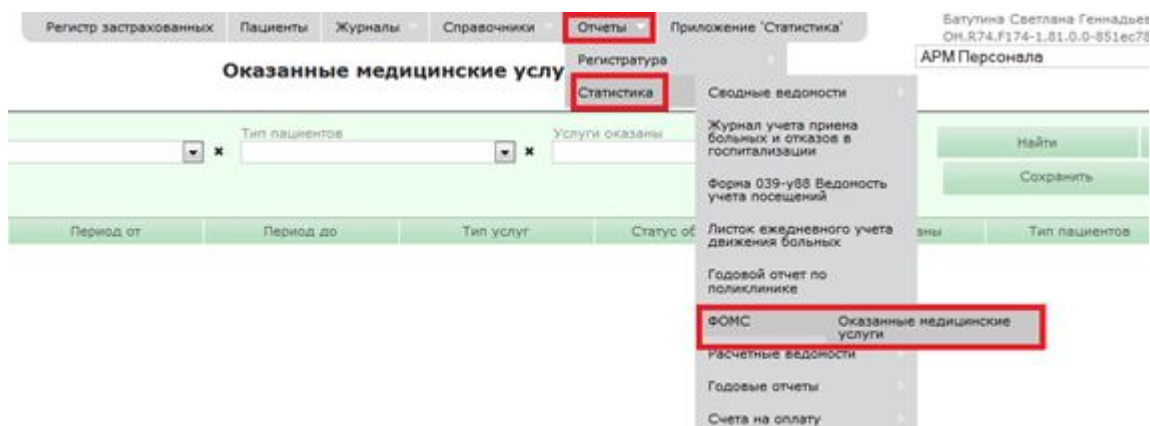 Регистр застрахованных Пациенты Журналы Справочники Отчеты Приложение 'Статистика'
Батутина Светлана Геннадьев
OH.R74.F174-1.81.0.0-851ec78
АРМ Персонала
Регистратура
Оказанные медицинские услу
Статистика
Сводные ведомости
Журнал учета приема
больных и отказов в
госпитализации
Тип пациентов
Услуги оказаны
Найти
Сохранить
Форма 039-у88 Ведомость
учета посещений
Период от Период до Тип услуг Статус об
аны Тип пациентов
Листок ежедневного учета
движения больных
Годовой отчет по
поликлинике
ФОМС
Оказанные медицинские
услуги
Расчетные ведомости
Годовые отчеты
Счета на оплату